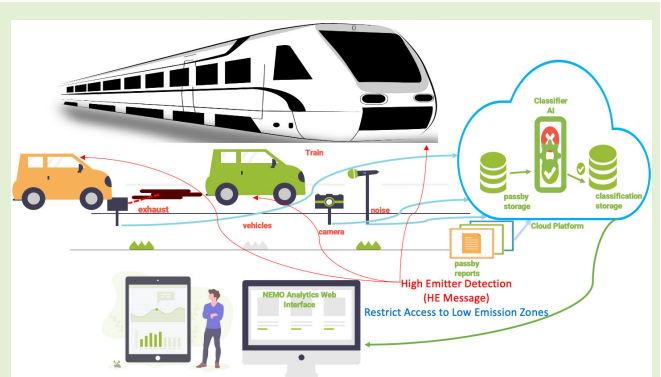 Classifier
AI
Train
exhaust
vehicles
camera
noise
passby
storage
classification
storage
Cloud Platform
passby
reports
High Emitter Detection
(HE Message)
Restrict Access to Low Emission Zones
NEMO Analytics Web
Interface